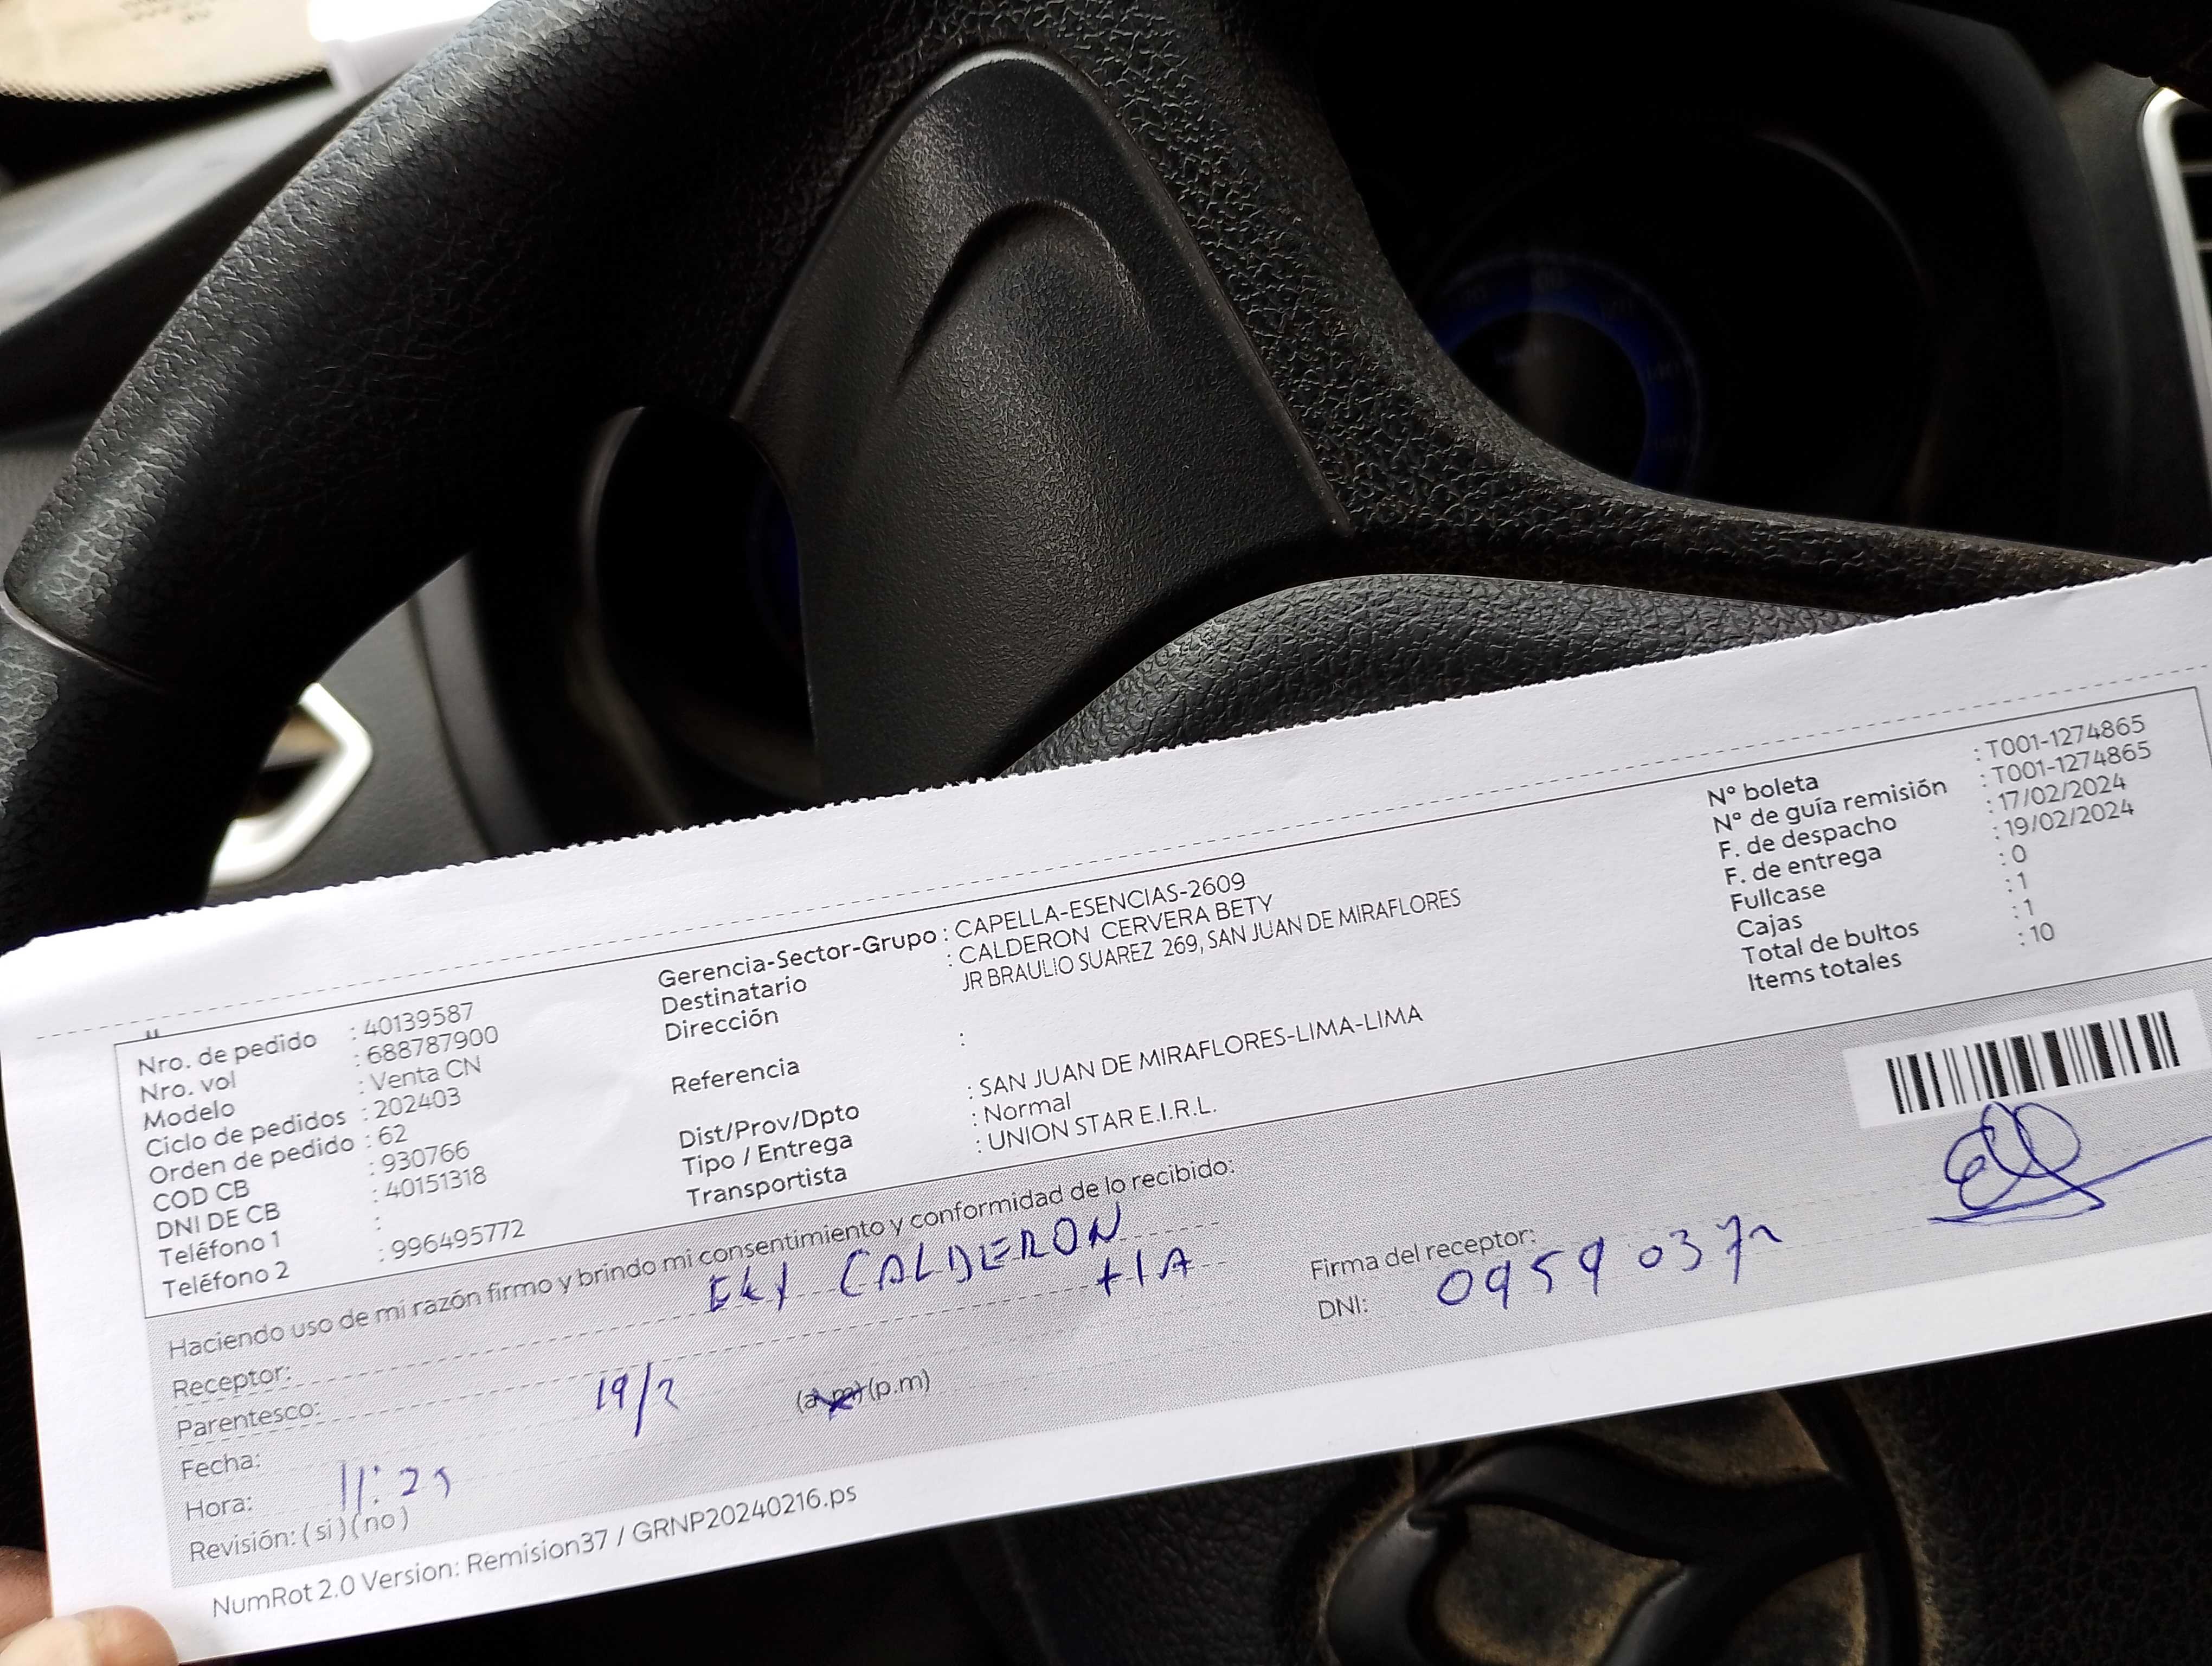 Nro. de pedido : 40139587
Nro. vol : 688787900
Modelo : Venta CN
Ciclo de pedidos : 202403
Orden de pedido : 62
COD CB : 930766
DNI DE CB : 40151318
Teléfono 1 :
Teléfono 2 : 996495772
Gerencia-Sector-Grupo : CAPELLA-ESENCIAS-2609
Destinatario : CALDERON CERVERA BETY
Dirección JR BRAULIO SUAREZ 269, SAN JUAN DE MIRAFLORES
Referencia :
Dist/Prov/Dpto : SAN JUAN DE MIRAFLORES-LIMA-LIMA
Tipo / Entrega : Normal
Transportista : UNION STAR E.I.R.L.
N° boleta : T001-1274865
N° de guía remisión : T001-1274865
F. de despacho : 17/02/2024
F. de entrega : 19/02/2024
Fullcase : 0
Cajas : 1
Total de bultos : 1
Items totales : 10
Haciendo uso de mi razón firmo y brindo mi consentimiento y conformidad de lo recibido:
Receptor: CALDERON
Parentesco: tIA
Fecha: 19/2 (a.m) (p.m)
Hora: 11:25
Revisión: ( si ) ( no )
Firma del receptor:
DNI: 0959037
NumRot 2.0 Version: Remision37 / GRNP20240216.ps